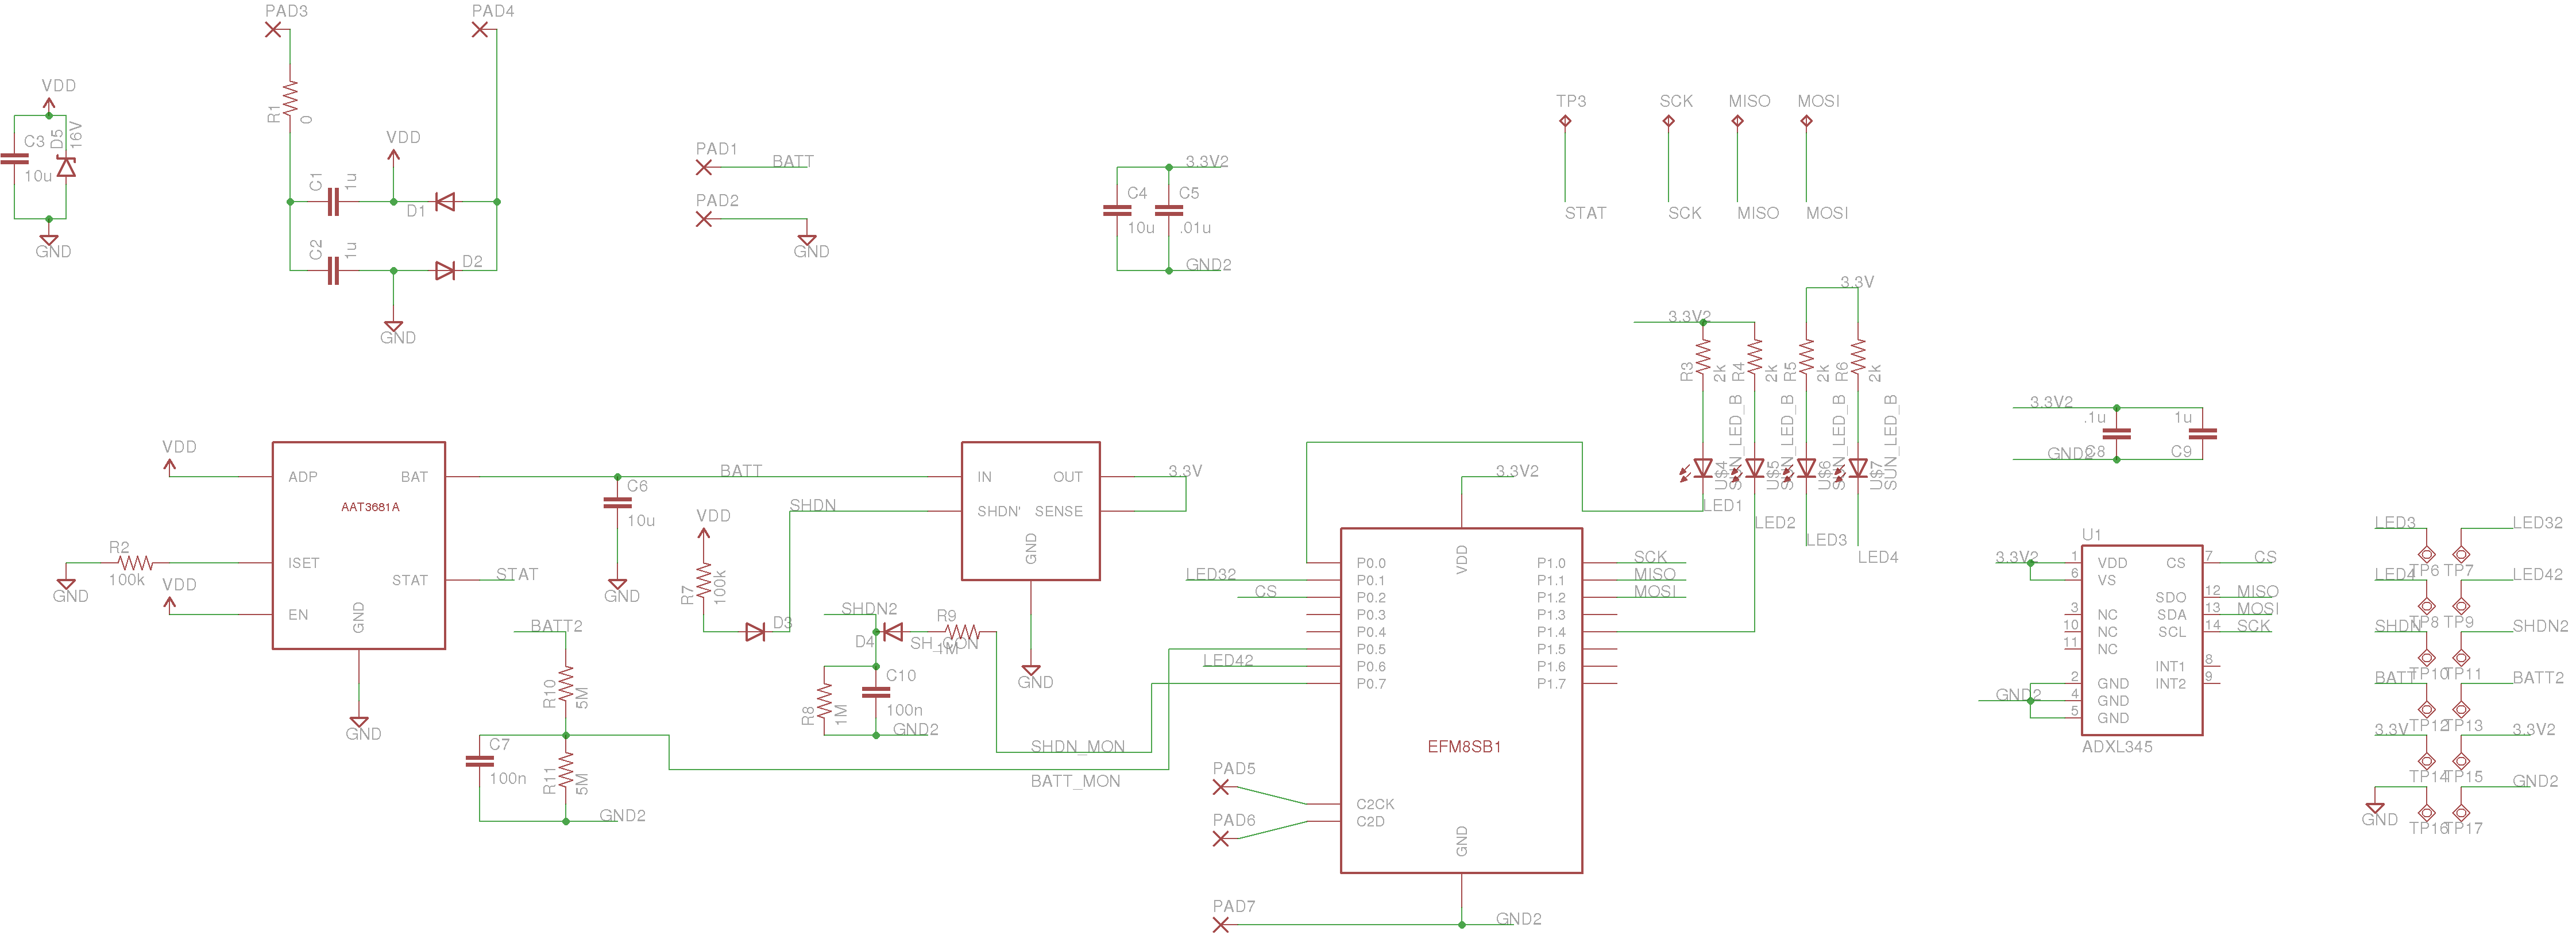 PAD3
PAD4
VDD
R1
0
C3
10u
D5
16V
GND
VDD
C1
1u
D1
C2
1u
D2
GND
PAD1
BATT
PAD2
GND
3.3V2
C4
10u
C5
.01u
GND2
TP3
SCK
MISO
MOSI
STAT
SCK
MISO
MOSI
3.3V2
3.3V
R3
2k
R4
2k
R5
2k
R6
2k
SUN_LED_B
SUN_LED_B
SUN_LED_B
SUN_LED_B
U$4
U$5
U$6
U$7
LED1
LED2
LED3
LED4
VDD
ADP
BAT
AAT3681A
ISET
STAT
EN
GND
R2
100k
GND
VDD
STAT
GND
BATT
C6
10u
GND
SHDN
VDD
R7
100k
D3
IN
OUT
SHDN'
SENSE
GND
3.3V
GND
BATT2
R10
5M
C7
100n
R11
5M
GND2
SHDN2
D4
R9
1M
SH_CON
R8
1M
C10
100n
GND2
SHDN_MON
BATT_MON
3.3V2
LED32
CS
LED42
VDD
P0.0
P0.1
P0.2
P0.3
P0.4
P0.5
P0.6
P0.7
C2CK
C2D
P1.0
P1.1
P1.2
P1.3
P1.4
P1.5
P1.6
P1.7
EFM8SB1
GND
SCK
MISO
MOSI
PAD5
PAD6
PAD7
GND2
3.3V2
.1u
1u
GND2
C8
C9
U1
3.3V2
1
VDD
6
VS
3
NC
10
NC
11
NC
2
GND
4
GND
5
GND
GND2
CS
7
CS
SDO
12
MISO
SDA
13
MOSI
SCL
14
SCK
INT1
8
INT2
9
ADXL345
LED3
LED32
TP6
TP7
LED4
LED42
TP8
TP9
SHDN
SHDN2
TP10
TP11
BATT
BATT2
TP12
TP13
3.3V
3.3V2
TP14
TP15
GND2
GND
TP16
TP17